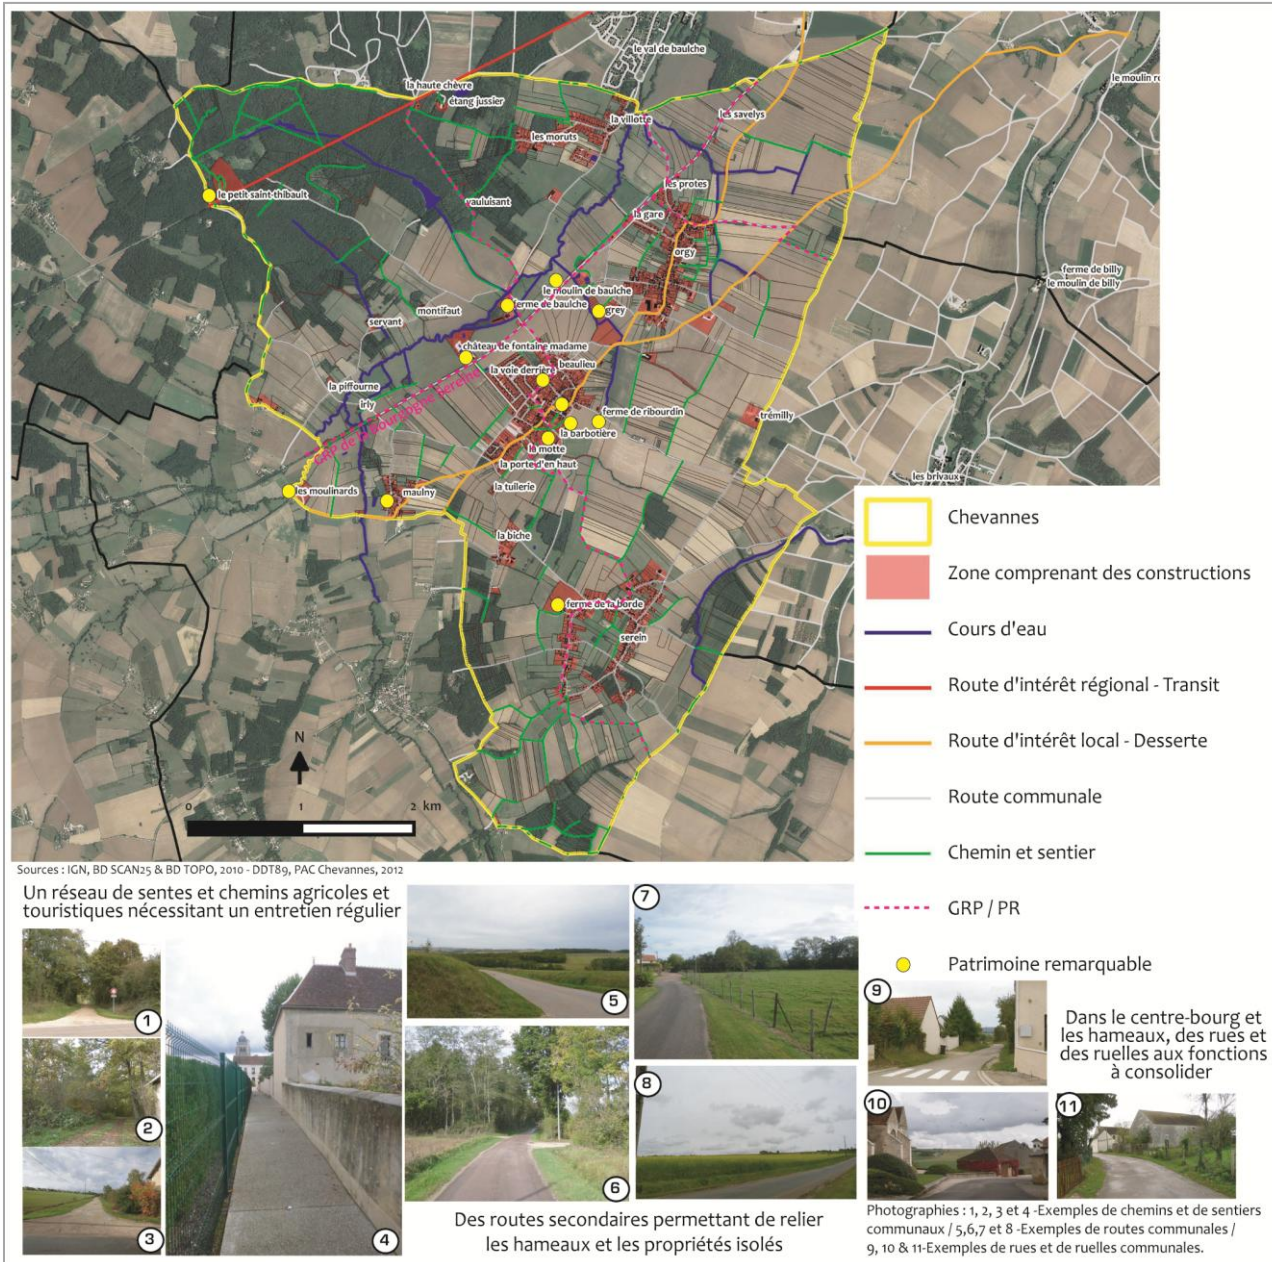 le val de baulche
la haute chèvre
étang jussier
le moulin
la villotte
les savelys
les moruts
le petit saint-thibault
les protes
vauluisant
la gare
orgy
ferme de billy
le moulin de billy
le moulin de baulche
ferme de baulche
grey
montifaut
servant
château de fontaine madame
beaulieu
la voie derrière
la piffourne
irly
GRP de la bourgogne
ferme de ribourdin
trémilly
la barbotière
la motte
la porte d'en haut
les brivaux
les moulinards
maulny
la tuilerie
la biche
ferme de la borde
serein
N
0 1 2 km
Chevannes
Zone comprenant des constructions
Cours d'eau
Route d'intérêt régional - Transit
Route d'intérêt local - Desserte
Route communale
Chemin et sentier
GRP / PR
Patrimoine remarquable
Sources : IGN, BD SCAN25 & BD TOPO, 2010 - DDT89, PAC Chevannes, 2012
Un réseau de sentes et chemins agricoles et
touristiques nécessitant un entretien régulier
1
2
3
4
5
6
7
8
Des routes secondaires permettant de relier
les hameaux et les propriétés isolés
9
Dans le centre-bourg et
les hameaux, des rues et
des ruelles aux fonctions
à consolider
10
11
Photographies : 1, 2, 3 et 4 -Exemples de chemins et de sentiers
communaux / 5,6,7 et 8 -Exemples de routes communales /
9, 10 & 11-Exemples de rues et de ruelles communales.